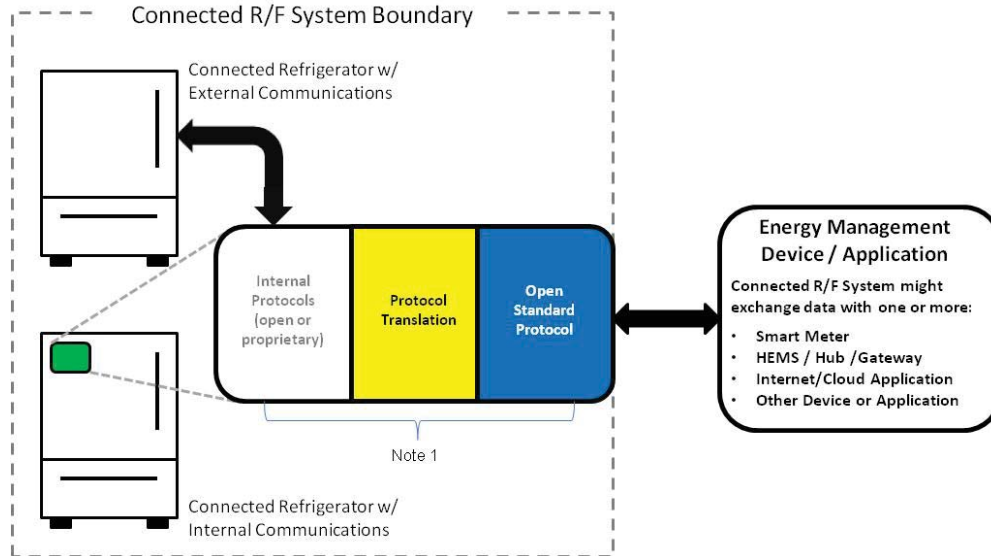 Connected R/F System Boundary
Connected Refrigerator w/
External Communications
Internal
Protocols
(open or
proprietary)
Protocol
Translation
Open
Standard
Protocol
Note 1
Connected Refrigerator w/
Internal Communications
Energy Management
Device / Application
Connected R/F System might
exchange data with one or more:
• Smart Meter
• HEMS / Hub /Gateway
• Internet/Cloud Application
• Other Device or Application